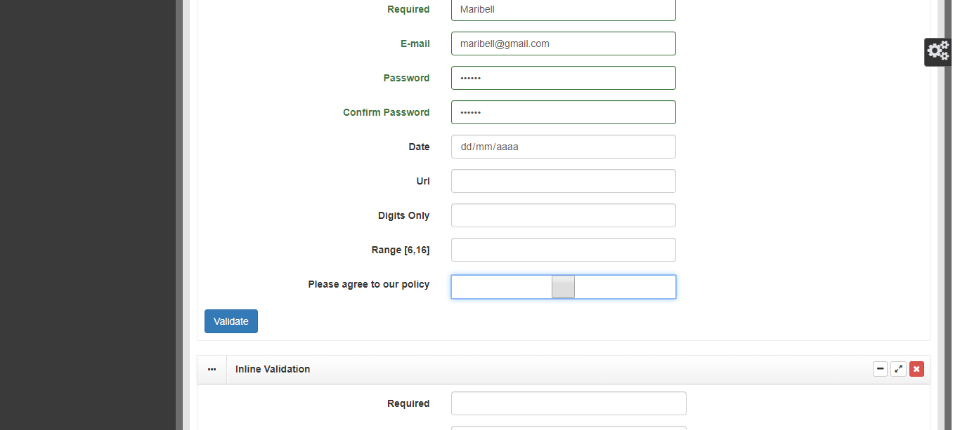 Required Maribell
E-mail maribell@gmail.com
Password ••••••
Confirm Password ••••••
Date dd/mm/aaaa
Url
Digits Only
Range [6,16]
Please agree to our policy
Validate
... Inline Validation
Required